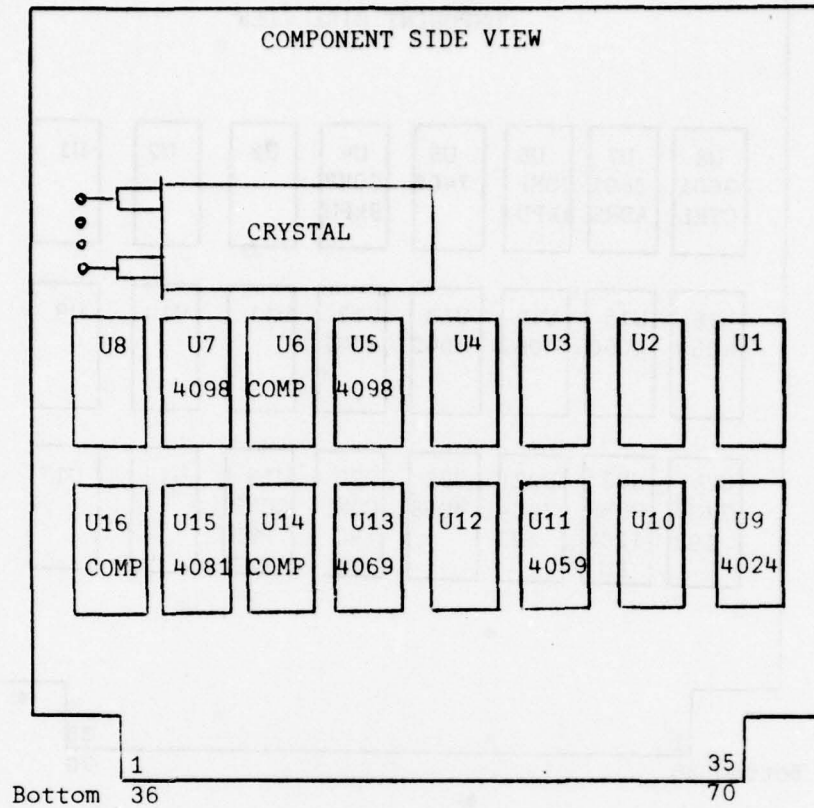 COMPONENT SIDE VIEW
CRYSTAL
U8 U7 U6 U5 U4 U3 U2 U1
4098 COMP 4098
U16 U15 U14 U13 U12 U11 U10 U9
COMP 4081 COMP 4069 4059 4024
1 35
Bottom 36 70